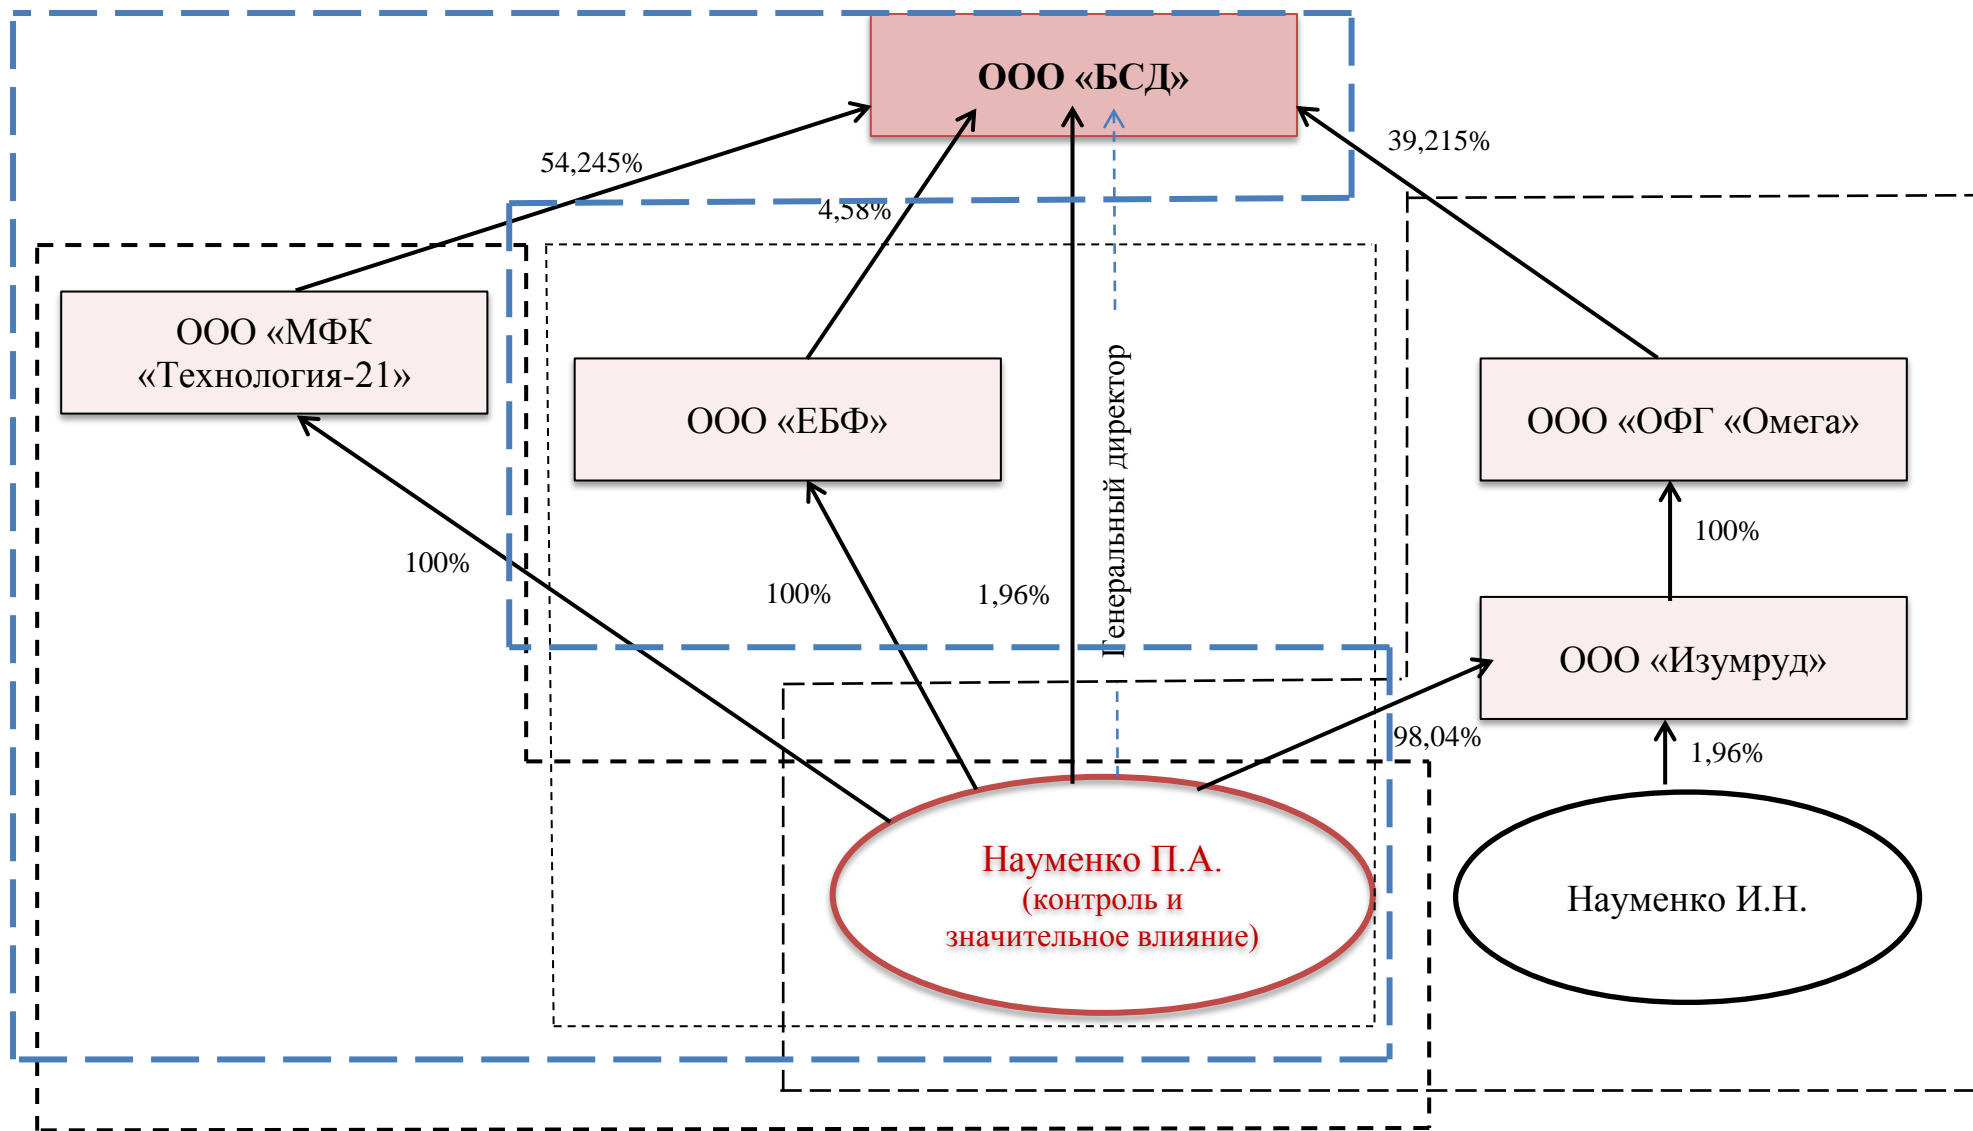 ООО «БСД»
54,245%
39,215%
4,58%
ООО «МФК
«Технология-21»
ООО «ЕБФ»
Генеральный директор
ООО «ОФГ «Омега»
100%
100%
100%
1,96%
ООО «Изумруд»
98,04%
1,96%
Науменко П.А.
(контроль и
значительное влияние)
Науменко И.Н.